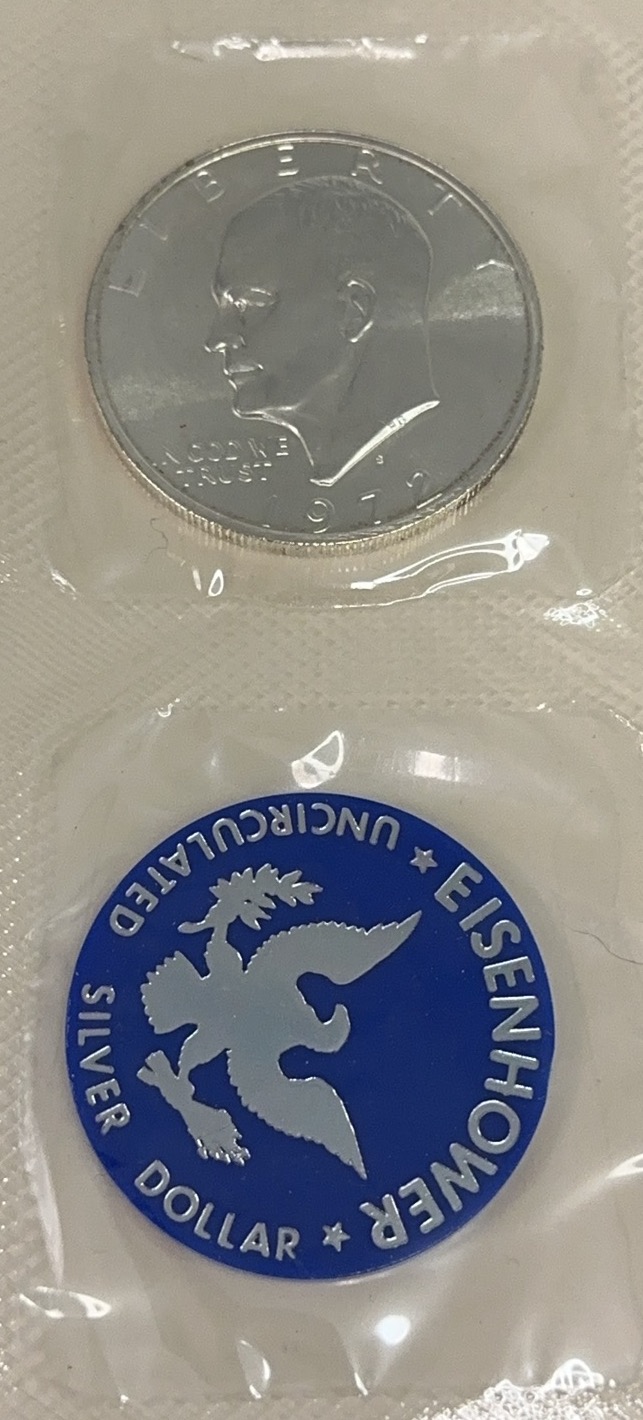 LIBERTY
IN GOD WE
TRUST
S
1972
EISENHOWER
UNCIRCULATED SILVER DOLLAR